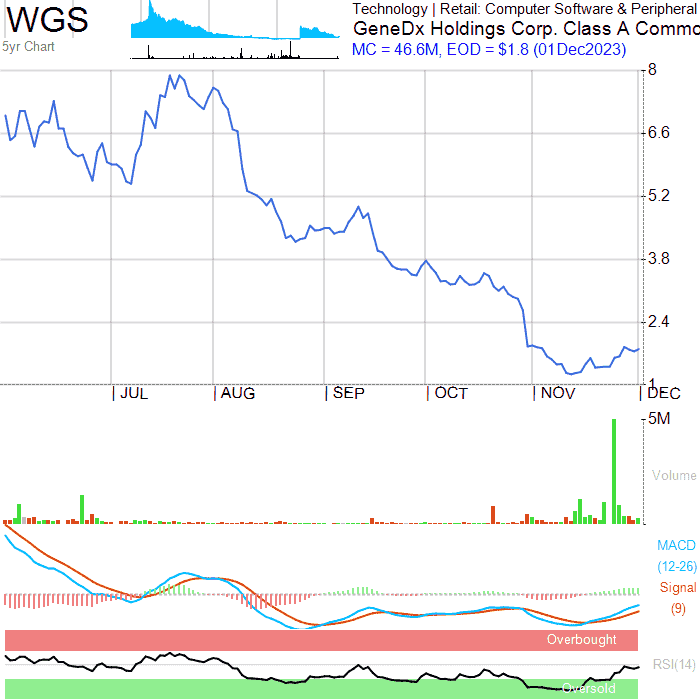 WGS
5yr Chart
Technology | Retail: Computer Software & Peripheral
GeneDx Holdings Corp. Class A Commo
MC = 46.6M, EOD = $1.8 (01Dec2023)
8
6.6
5.2
3.8
2.4
1
| JUL | AUG | SEP | OCT | NOV | DEC
5M
Volume
MACD
(12-26)
Signal
(9)
Overbought
RSI(14)
Oversold